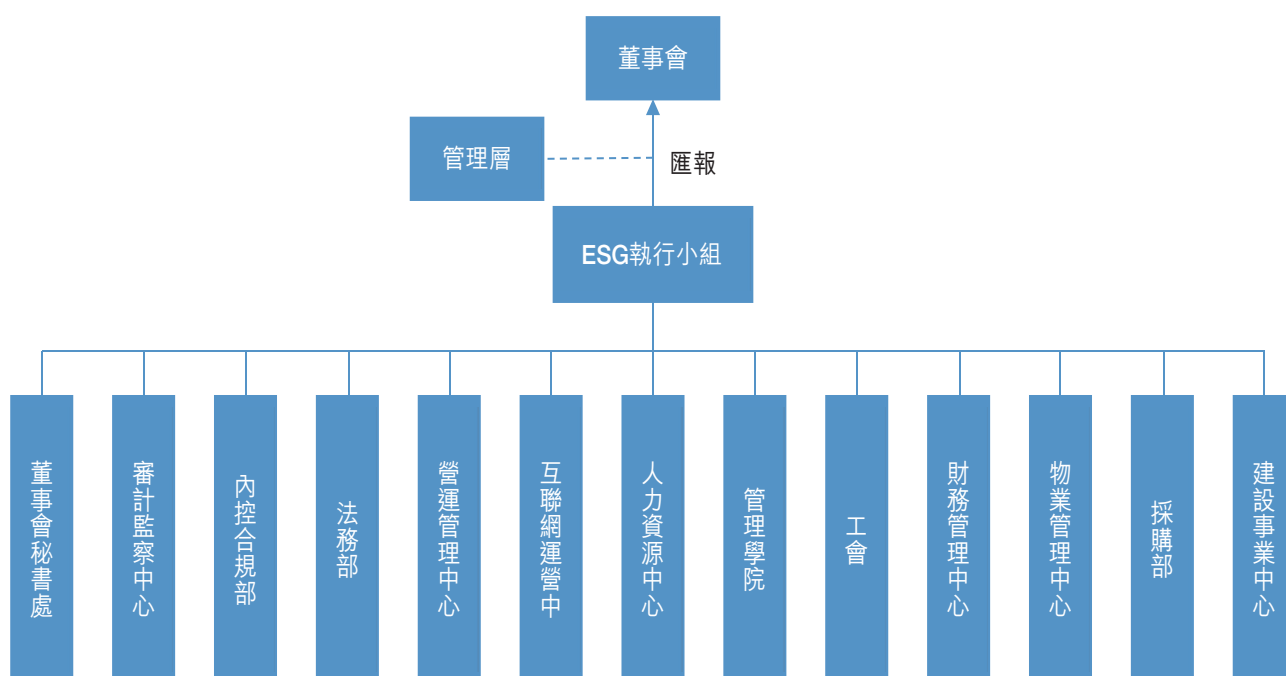 董事會
管理層
匯報
ESG執行小組
董事會秘書處
審計監察中心
內控合規部
法務部
營運管理中心
互聯網運營中
人力資源中心
管理學院
工會
財務管理中心
物業管理中心
採購部
建設事業中心